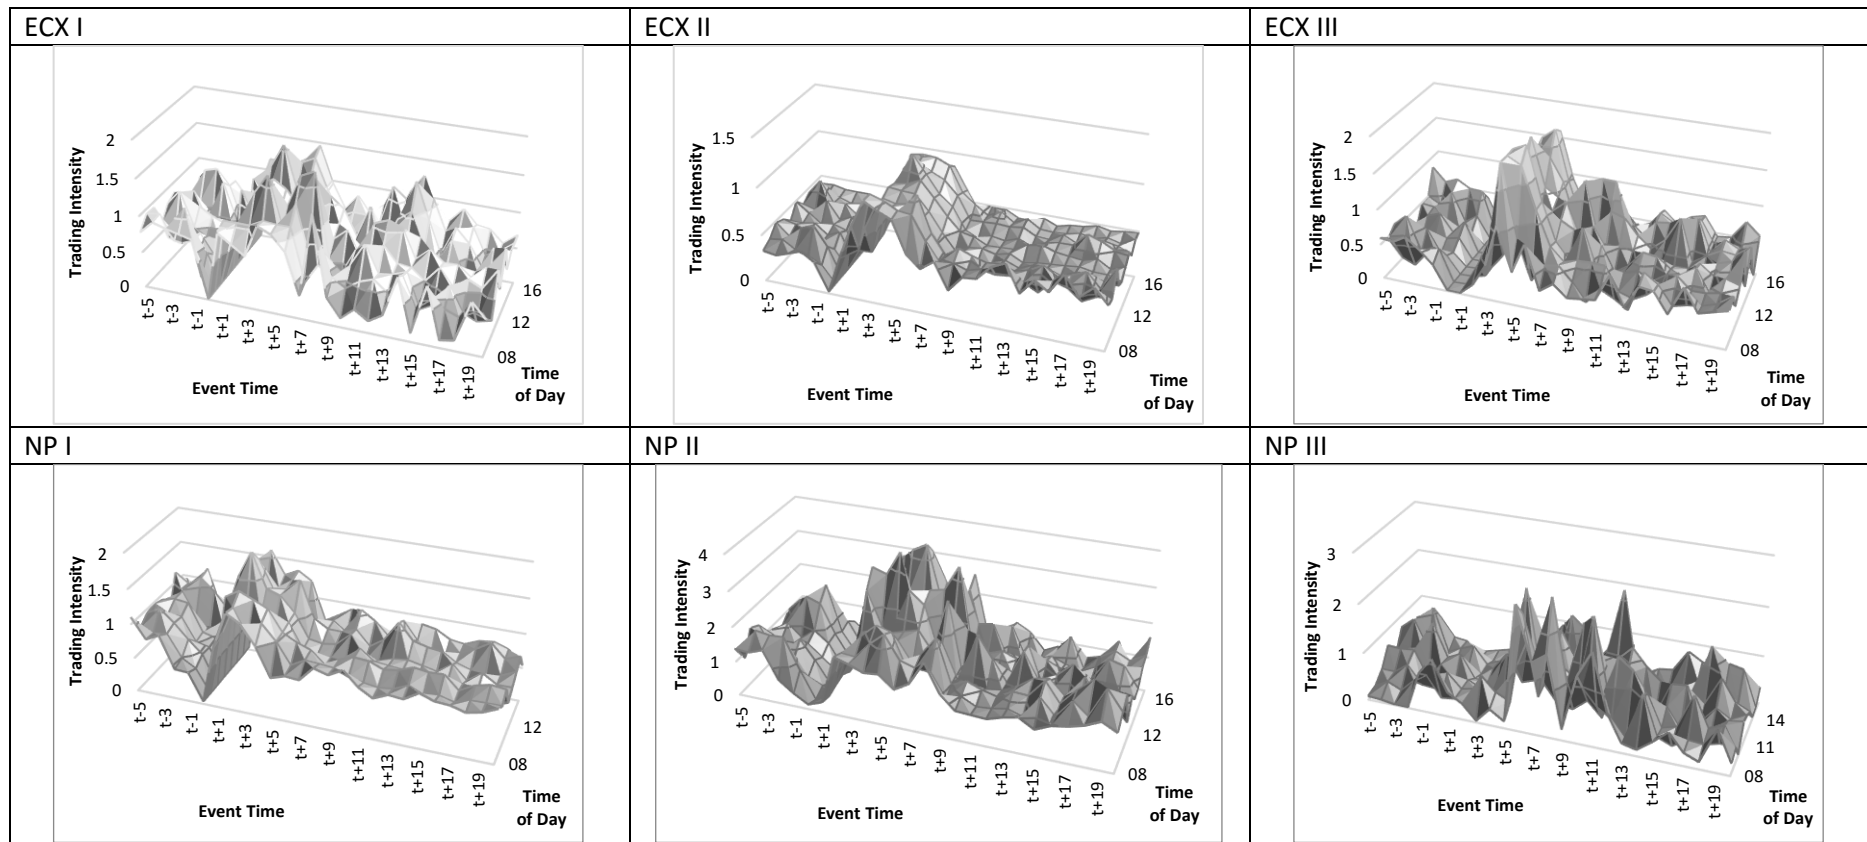 ECX I
ECX II
ECX III
Trading Intensity
2
1.5
1
0.5
0
t-5
t-3
t-1
t+1
t+3
t+5
t+7
t+9
t+11
t+13
t+15
t+17
t+19
Event Time
16
12
08
Time
of Day
Trading Intensity
1.5
1
0.5
0
t-5
t-3
t-1
t+1
t+3
t+5
t+7
t+9
t+11
t+13
t+15
t+17
t+19
Event Time
16
12
08
Time
of Day
Trading Intensity
2
1.5
1
0.5
0
t-5
t-3
t-1
t+1
t+3
t+5
t+7
t+9
t+11
t+13
t+15
t+17
t+19
Event Time
16
12
08
Time
of Day
NP I
NP II
NP III
Trading Intensity
2
1.5
1
0.5
0
t-5
t-3
t-1
t+1
t+3
t+5
t+7
t+9
t+11
t+13
t+15
t+17
t+19
Event Time
12
08
Time
of Day
Trading Intensity
4
3
2
1
0
t-5
t-3
t-1
t+1
t+3
t+5
t+7
t+9
t+11
t+13
t+15
t+17
t+19
Event Time
16
12
08
Time
of Day
Trading Intensity
3
2
1
0
t-5
t-3
t-1
t+1
t+3
t+5
t+7
t+9
t+11
t+13
t+15
t+17
t+19
Event Time
14
11
08
Time
of Day